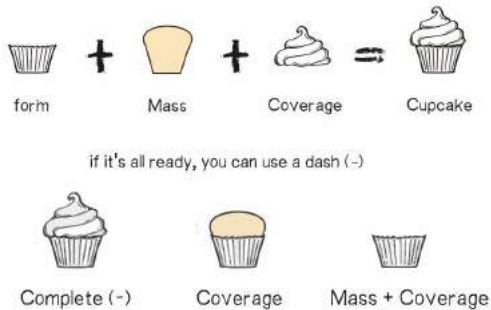 form Mass Coverage Cupcake
if it's all ready, you can use a dash (-)
Complete (-) Coverage Mass + Coverage